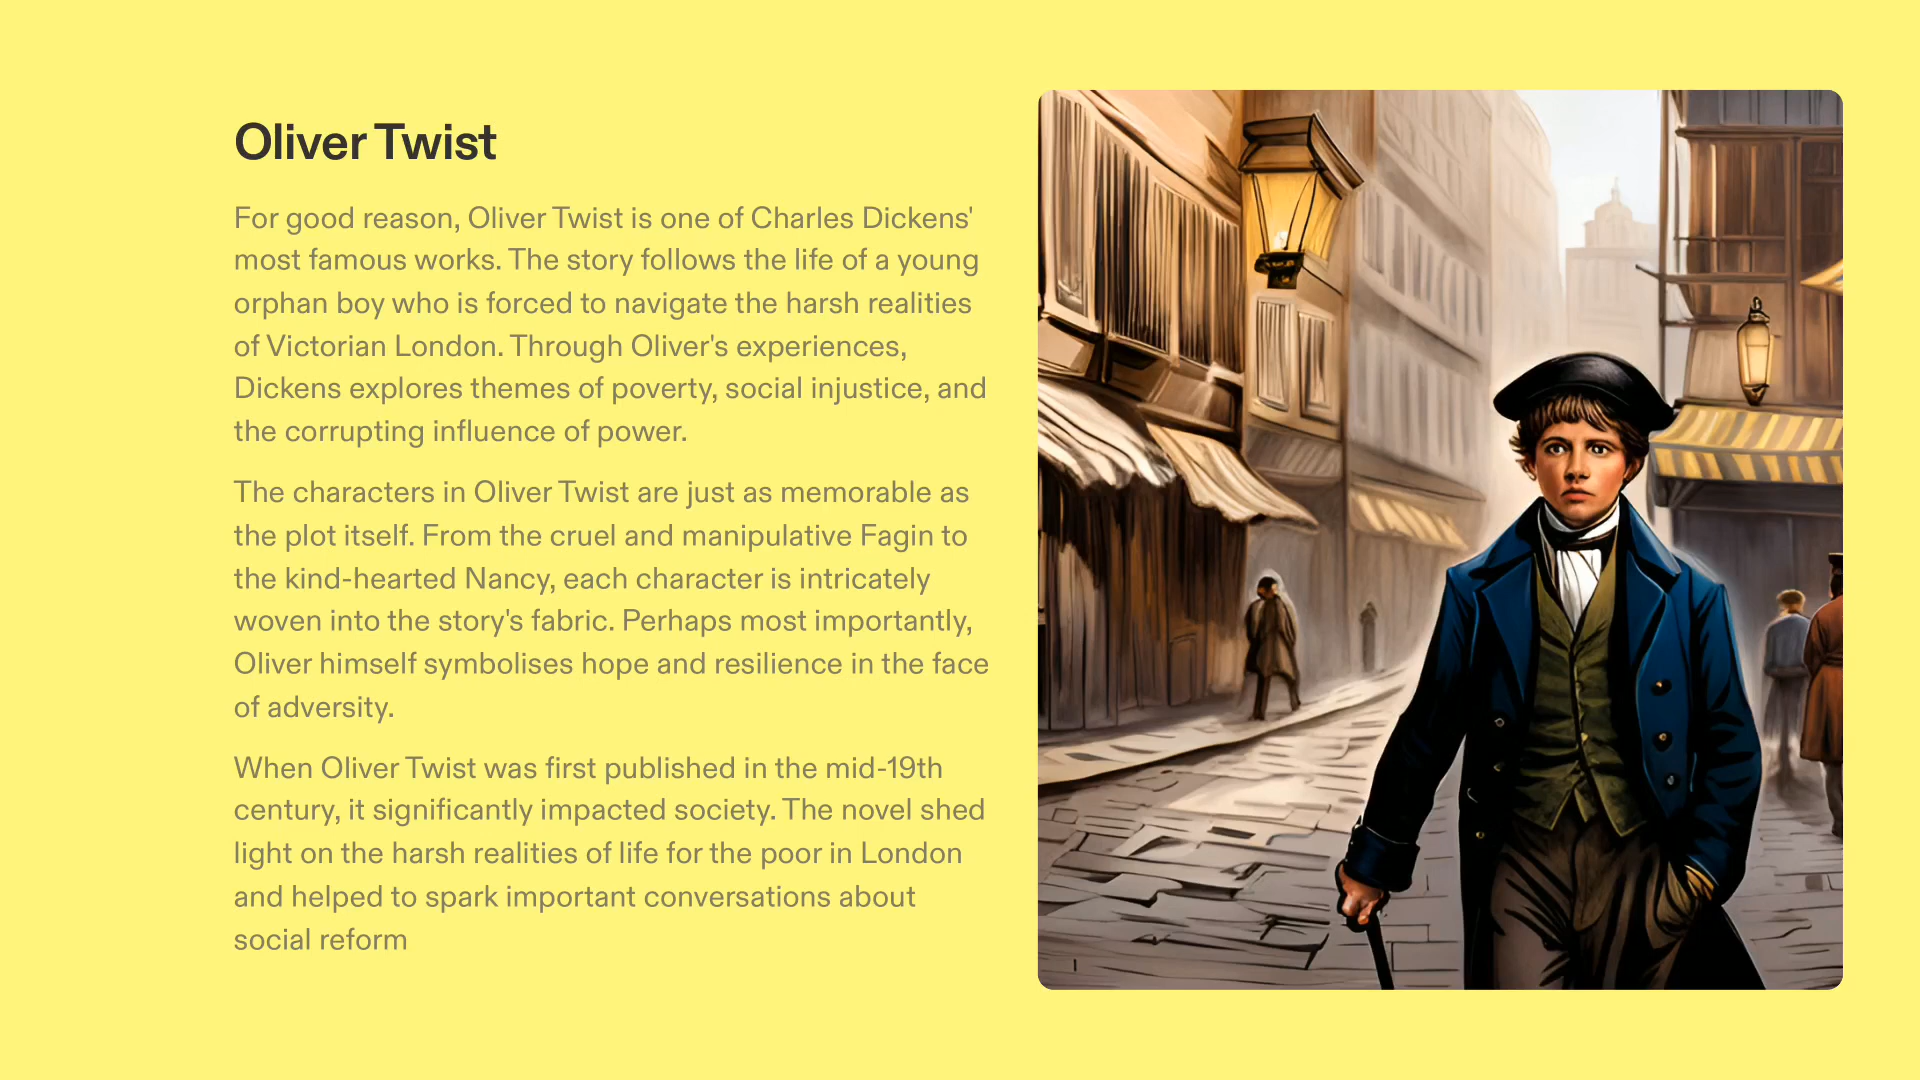 Oliver Twist
For good reason, Oliver Twist is one of Charles Dickens'
most famous works. The story follows the life of a young
orphan boy who is forced to navigate the harsh realities
of Victorian London. Through Oliver's experiences,
Dickens explores themes of poverty, social injustice, and
the corrupting influence of power.
The characters in Oliver Twist are just as memorable as
the plot itself. From the cruel and manipulative Fagin to
the kind-hearted Nancy, each character is intricately
woven into the story's fabric. Perhaps most importantly,
Oliver himself symbolises hope and resilience in the face
of adversity.
When Oliver Twist was first published in the mid-19th
century, it significantly impacted society. The novel shed
light on the harsh realities of life for the poor in London
and helped to spark important conversations about
social reform